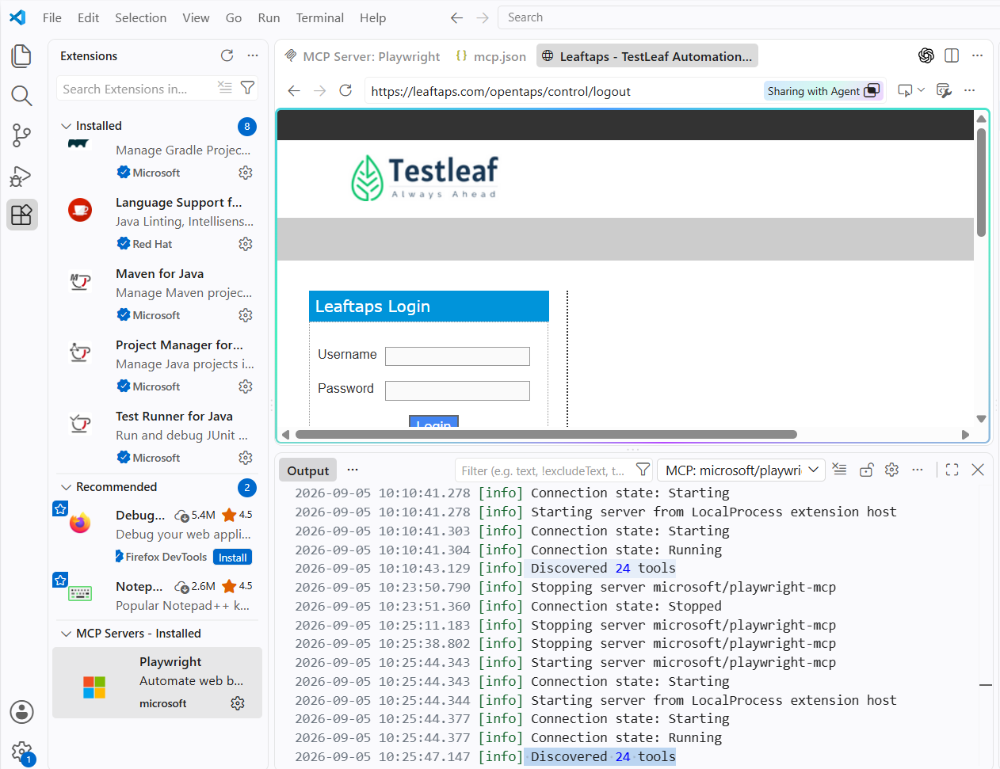 File Edit Selection View Go Run Terminal Help
Search
Extensions
MCP Server: Playwright
{} mcp.json
Leaftaps - TestLeaf Automation...
Search Extensions in...
https://leaftaps.com/opentaps/control/logout
Sharing with Agent
Installed
8
Manage Gradle Projec...
Microsoft
Language Support f...
Java Linting, Intellisens...
Red Hat
Maven for Java
Manage Maven projec...
Microsoft
Project Manager for...
Manage Java projects i...
Microsoft
Test Runner for Java
Run and debug JUnit ...
Microsoft
Recommended
2
Debug... 5.4M 4.5
Debug your web appli...
Firefox DevTools Install
Notep... 2.6M 4.5
Popular Notepad++ k...
MCP Servers - Installed
Playwright
Automate web b...
microsoft
1
Testleaf
Always Ahead
Leaftaps Login
Username
Password
Login
Output
Filter (e.g. text, !excludeText, t...
MCP: microsoft/playwri
2026-09-05 10:10:41.278 [info] Connection state: Starting
2026-09-05 10:10:41.278 [info] Starting server from LocalProcess extension host
2026-09-05 10:10:41.303 [info] Connection state: Starting
2026-09-05 10:10:41.304 [info] Connection state: Running
2026-09-05 10:10:43.129 [info] Discovered 24 tools
2026-09-05 10:23:50.790 [info] Stopping server microsoft/playwright-mcp
2026-09-05 10:23:51.360 [info] Connection state: Stopped
2026-09-05 10:25:11.183 [info] Stopping server microsoft/playwright-mcp
2026-09-05 10:25:38.802 [info] Stopping server microsoft/playwright-mcp
2026-09-05 10:25:44.343 [info] Starting server microsoft/playwright-mcp
2026-09-05 10:25:44.343 [info] Connection state: Starting
2026-09-05 10:25:44.344 [info] Starting server from LocalProcess extension host
2026-09-05 10:25:44.377 [info] Connection state: Starting
2026-09-05 10:25:44.377 [info] Connection state: Running
2026-09-05 10:25:47.147 [info] Discovered 24 tools